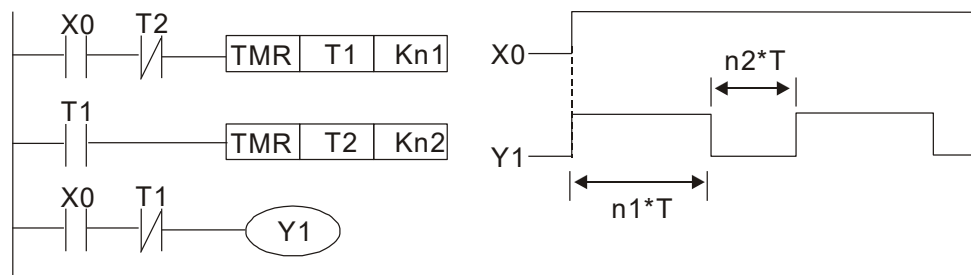 X0 T2
TMR T1 Kn1
T1
TMR T2 Kn2
X0 T1
Y1
X0
n2*T
Y1
n1*T